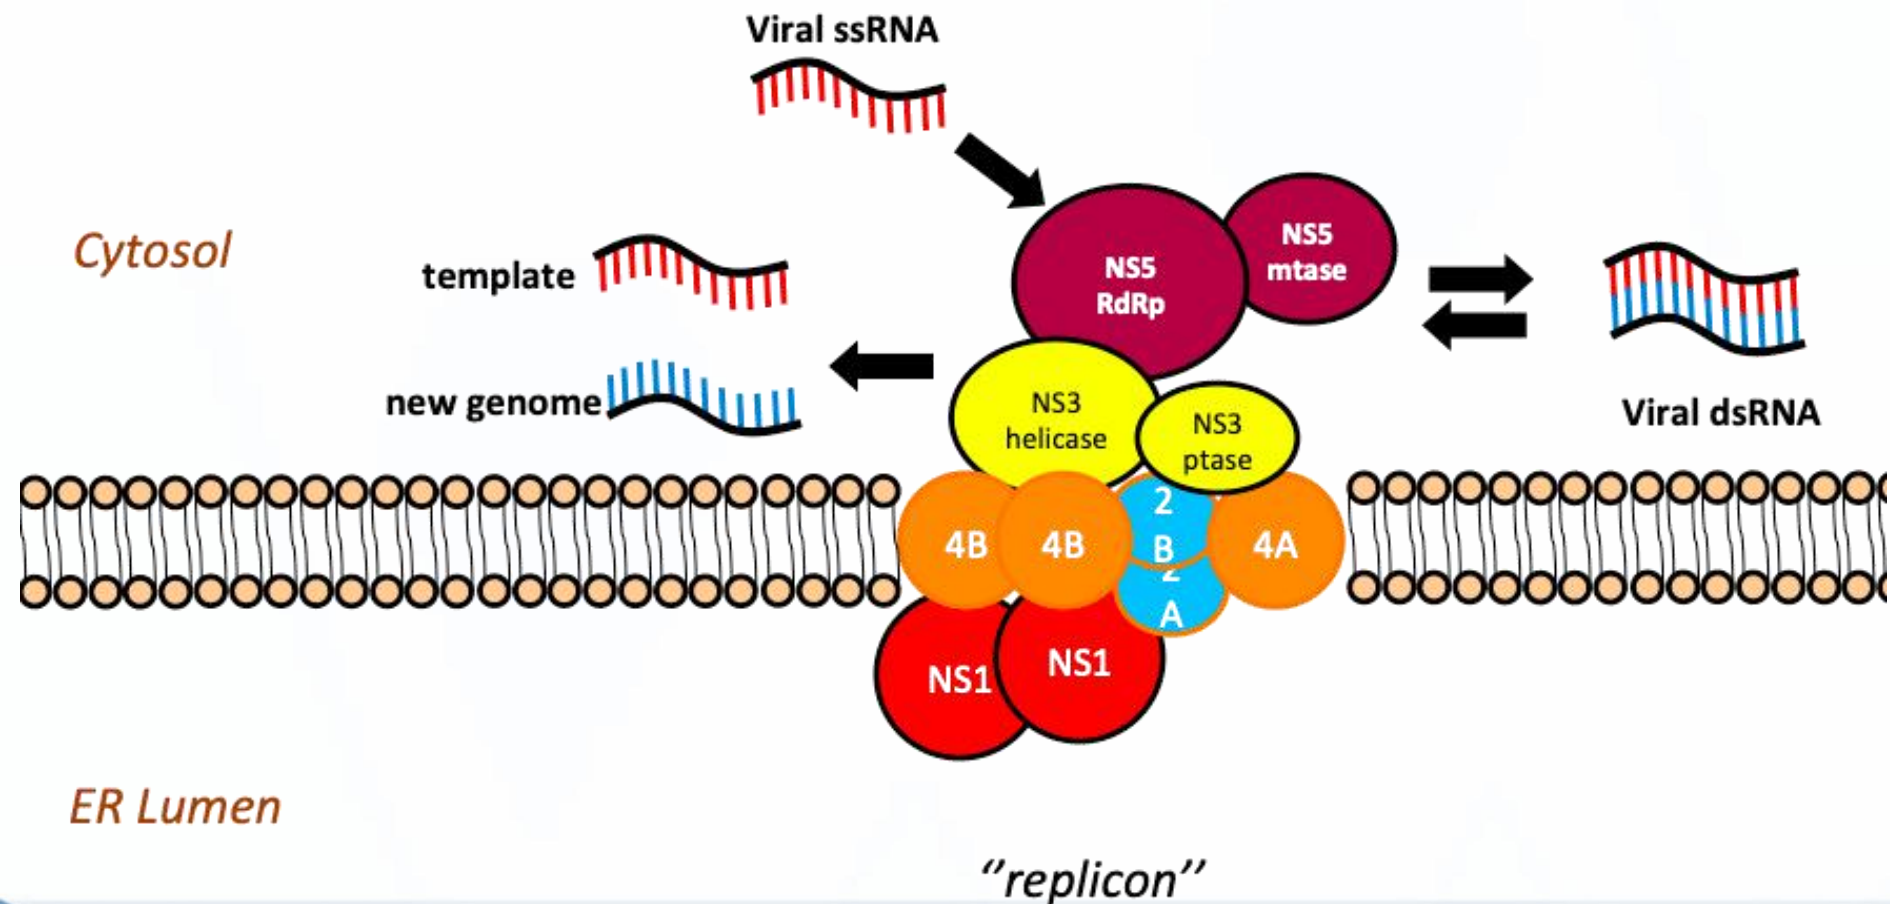 Viral ssRNA
Cytosol
template
new genome
NS5
RdRp
NS5
mtase
NS3
helicase
NS3
ptase
Viral dsRNA
4B
4B
2
B
2
A
4A
NS1
NS1
ER Lumen
“replicon”